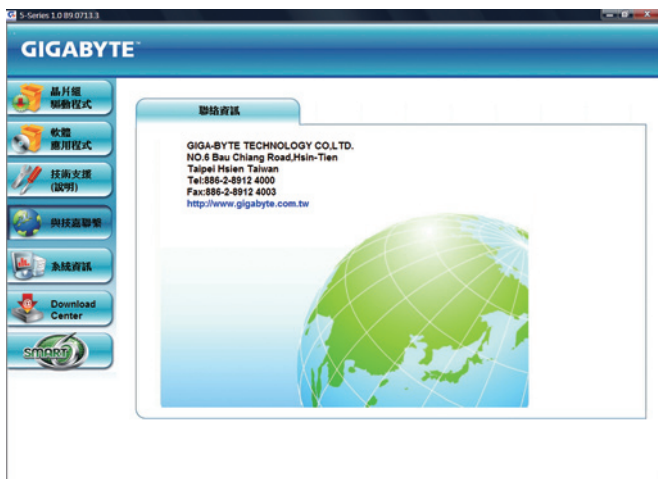 5-Series 1.0 B9.0713.3
GIGABYTE™
晶片組
驅動程式
軟體
應用程式
技術支援
(說明)
與技嘉聯繫
系統資訊
Download
Center
SMART 6
聯絡資訊
GIGA-BYTE TECHNOLOGY CO,LTD.
NO.6 Bau Chiang Road,Hsin-Tien
Taipei Hsien Taiwan
Tel:886-2-8912 4000
Fax:886-2-8912 4003
http://www.gigabyte.com.tw